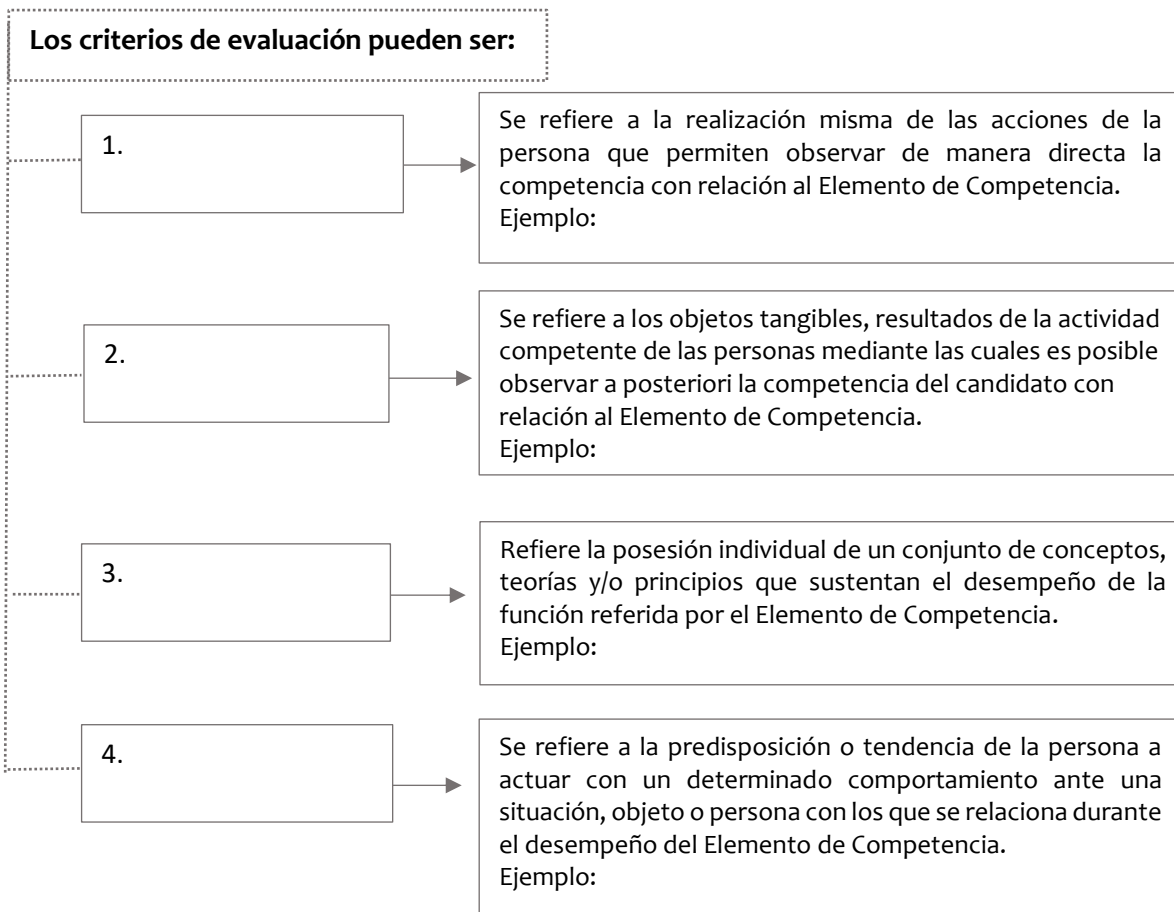 Los criterios de evaluación pueden ser:
1.
Se refiere a la realización misma de las acciones de la
persona que permiten observar de manera directa la
competencia con relación al Elemento de Competencia.
Ejemplo:
2.
Se refiere a los objetos tangibles, resultados de la actividad
competente de las personas mediante las cuales es posible
observar a posteriori la competencia del candidato con
relación al Elemento de Competencia.
Ejemplo:
3.
Refiere la posesión individual de un conjunto de conceptos,
teorías y/o principios que sustentan el desempeño de la
función referida por el Elemento de Competencia.
Ejemplo:
4.
Se refiere a la predisposición o tendencia de la persona a
actuar con un determinado comportamiento ante una
situación, objeto o persona con los que se relaciona durante
el desempeño del Elemento de Competencia.
Ejemplo: